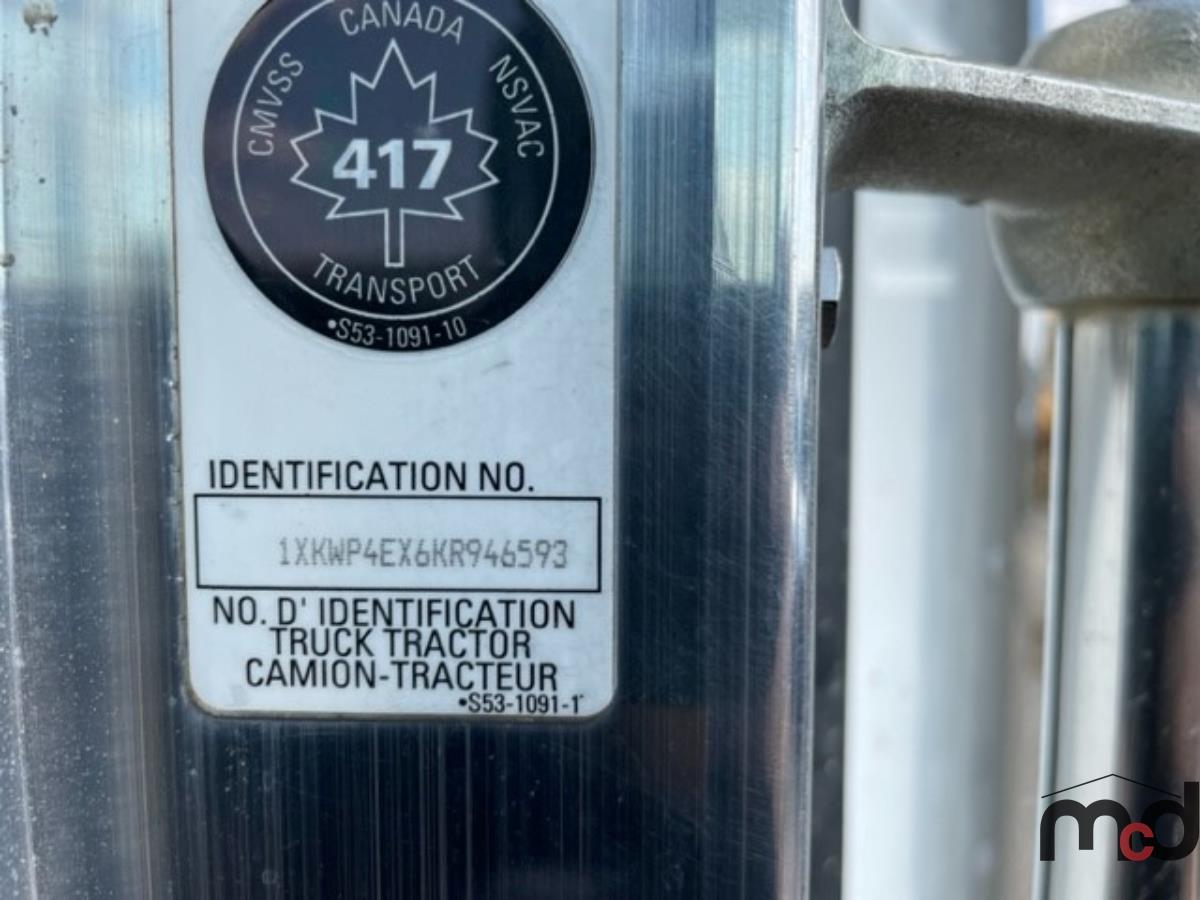 CANADA
CMVSS
NSVAC
417
TRANSPORT
•S53-1091-10
IDENTIFICATION NO.
1XKWP4EX6KR946593
NO. D' IDENTIFICATION
TRUCK TRACTOR
CAMION-TRACTEUR
•S53-1091-1
mcd